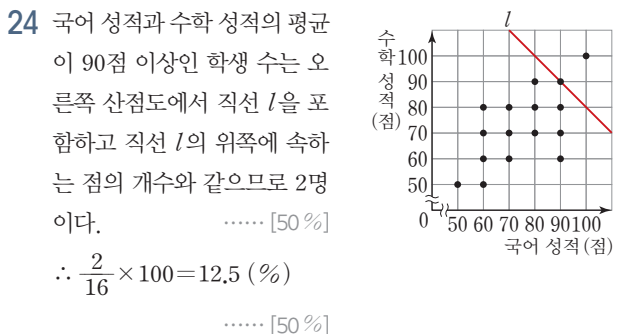 24 국어 성적과 수학 성적의 평균
이 90점 이상인 학생 수는 오
른쪽 산점도에서 직선 l을 포
함하고 직선 l의 위쪽에 속하
는 점의 개수와 같으므로 2명
이다. …… [50%]
∴ 2/16×100=12.5 (%)
…… [50%]
l
수학 성적 (점)
100
90
80
70
60
50
0 50 60 70 80 90 100
국어 성적(점)